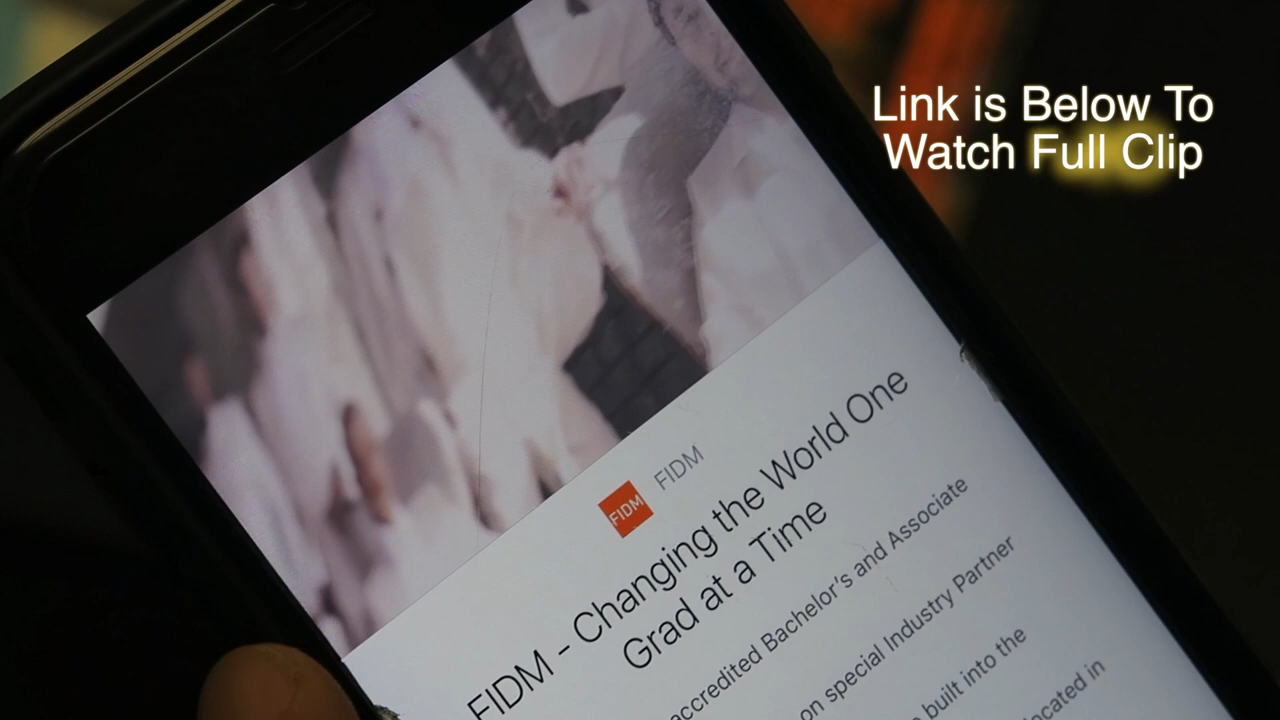 Link is Below To
Watch Full Clip
FIDM
FIDM
FIDM - Changing the World One
Grad at a Time
accredited Bachelor's and Associate
on special Industry Partner
built into the
located in